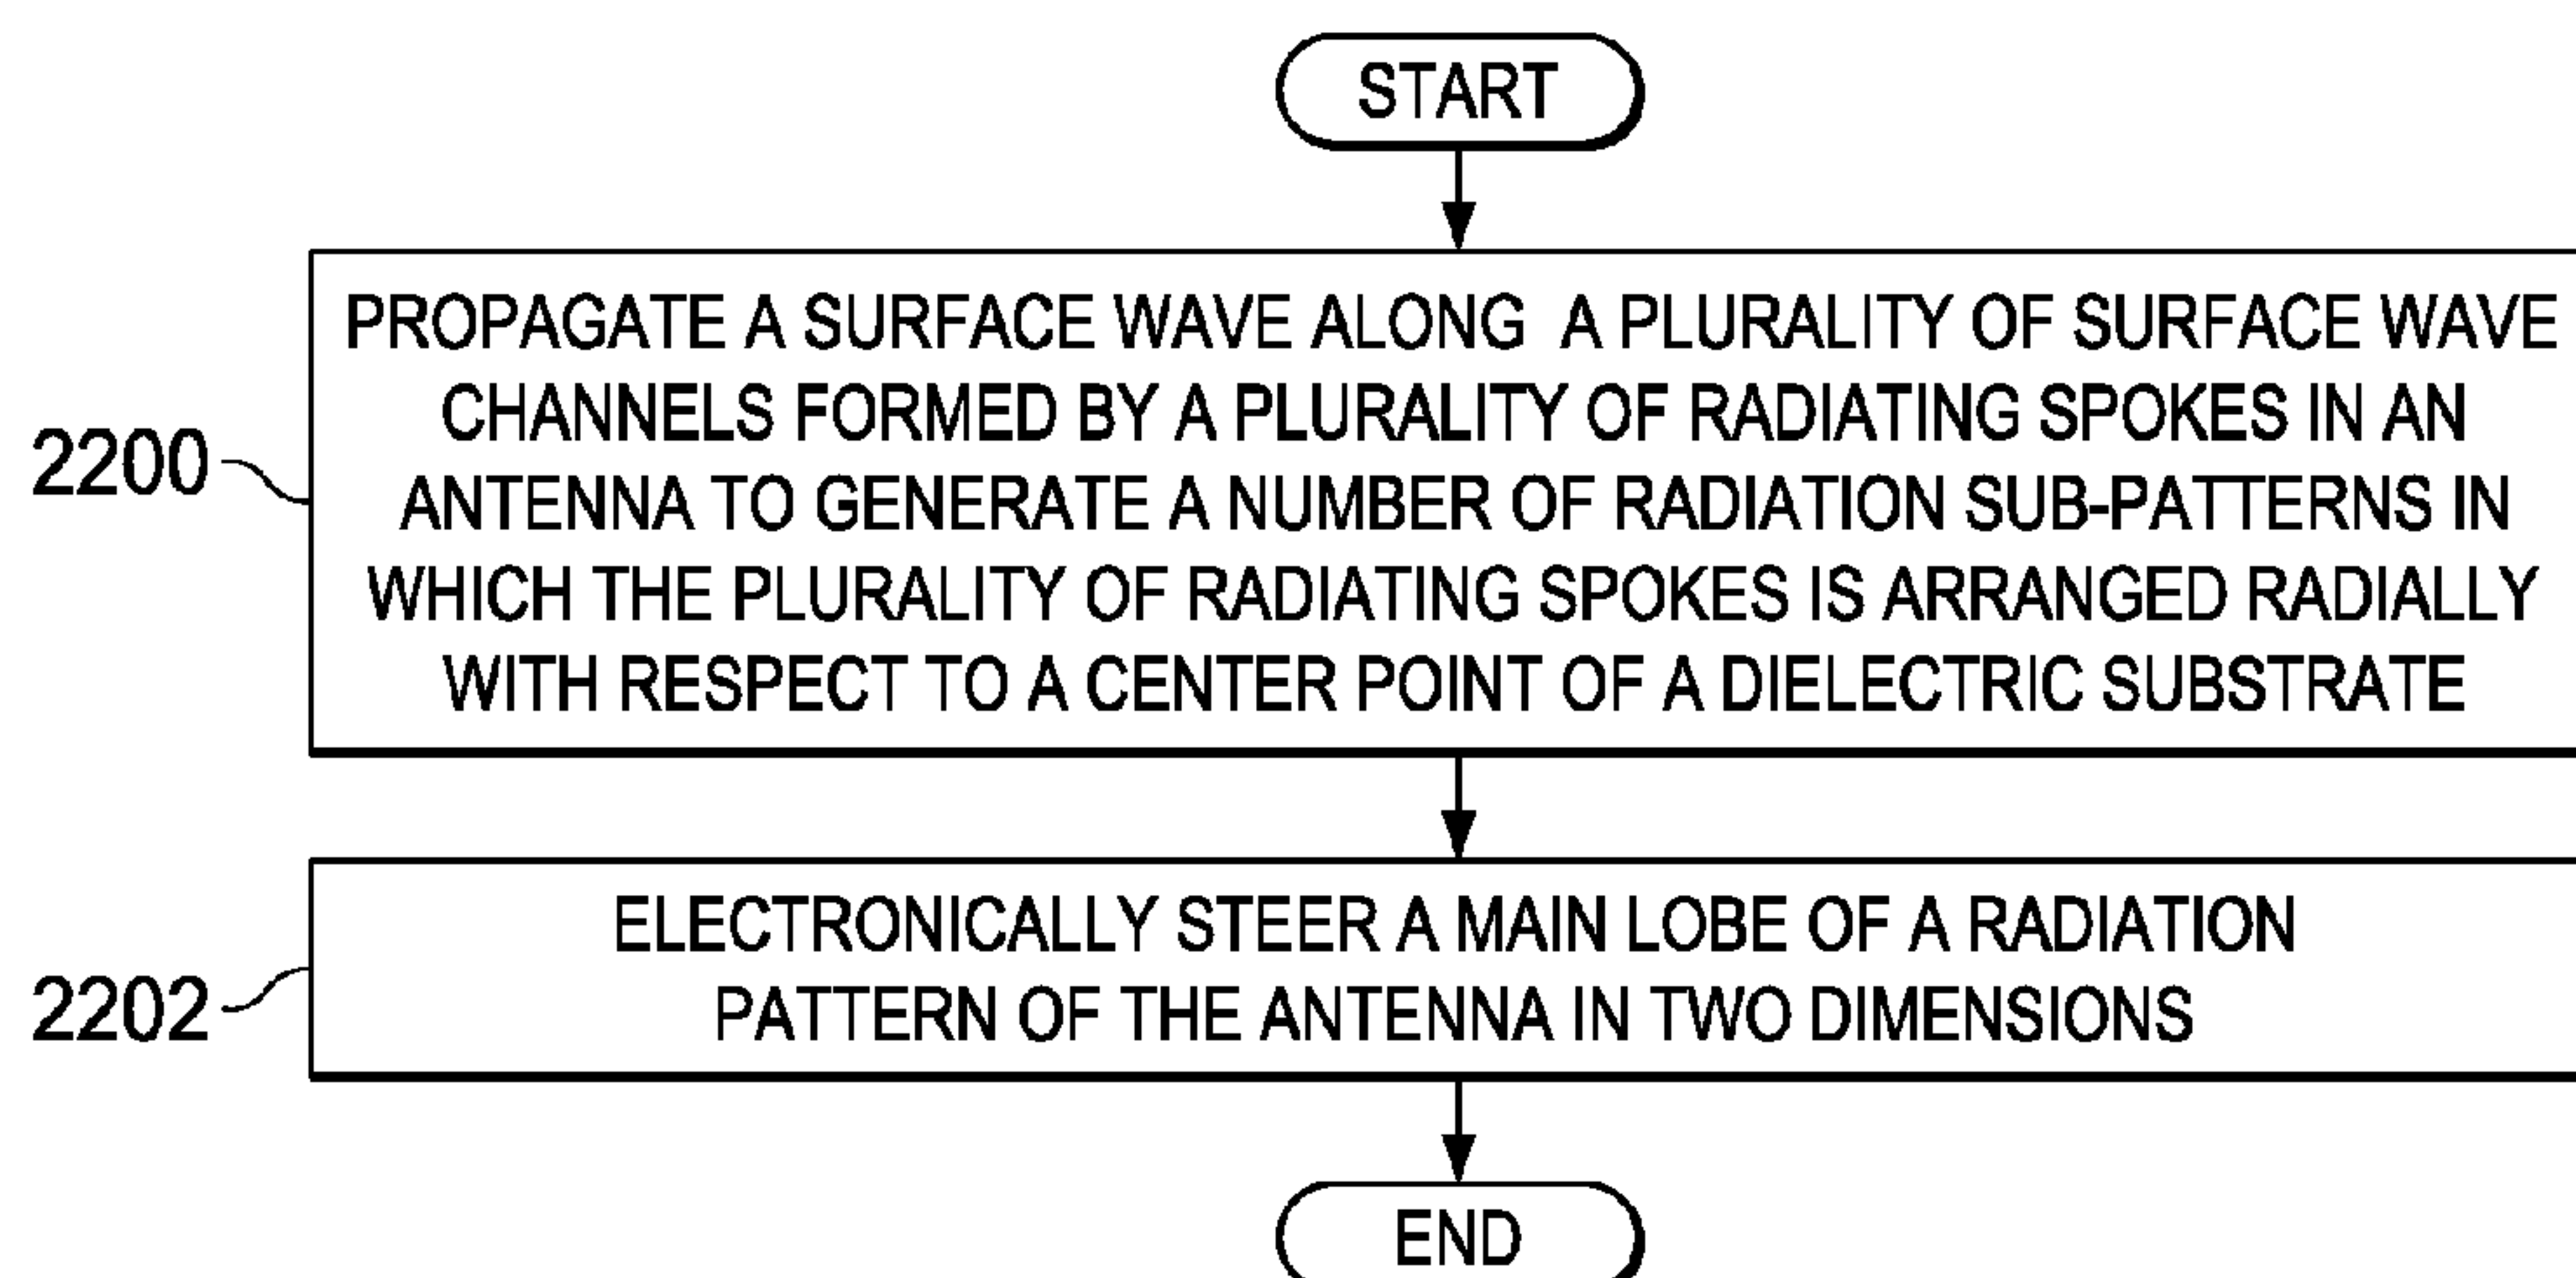 START
PROPAGATE A SURFACE WAVE ALONG A PLURALITY OF SURFACE WAVE
CHANNELS FORMED BY A PLURALITY OF RADIATING SPOKES IN AN
2200
ANTENNA TO GENERATE A NUMBER OF RADIATION SUB-PATTERNS IN
WHICH THE PLURALITY OF RADIATING SPOKES IS ARRANGED RADIALLY
WITH RESPECT TO A CENTER POINT OF A DIELECTRIC SUBSTRATE
ELECTRONICALLY STEER A MAIN LOBE OF A RADIATION
2202
PATTERN OF THE ANTENNA IN TWO DIMENSIONS
END